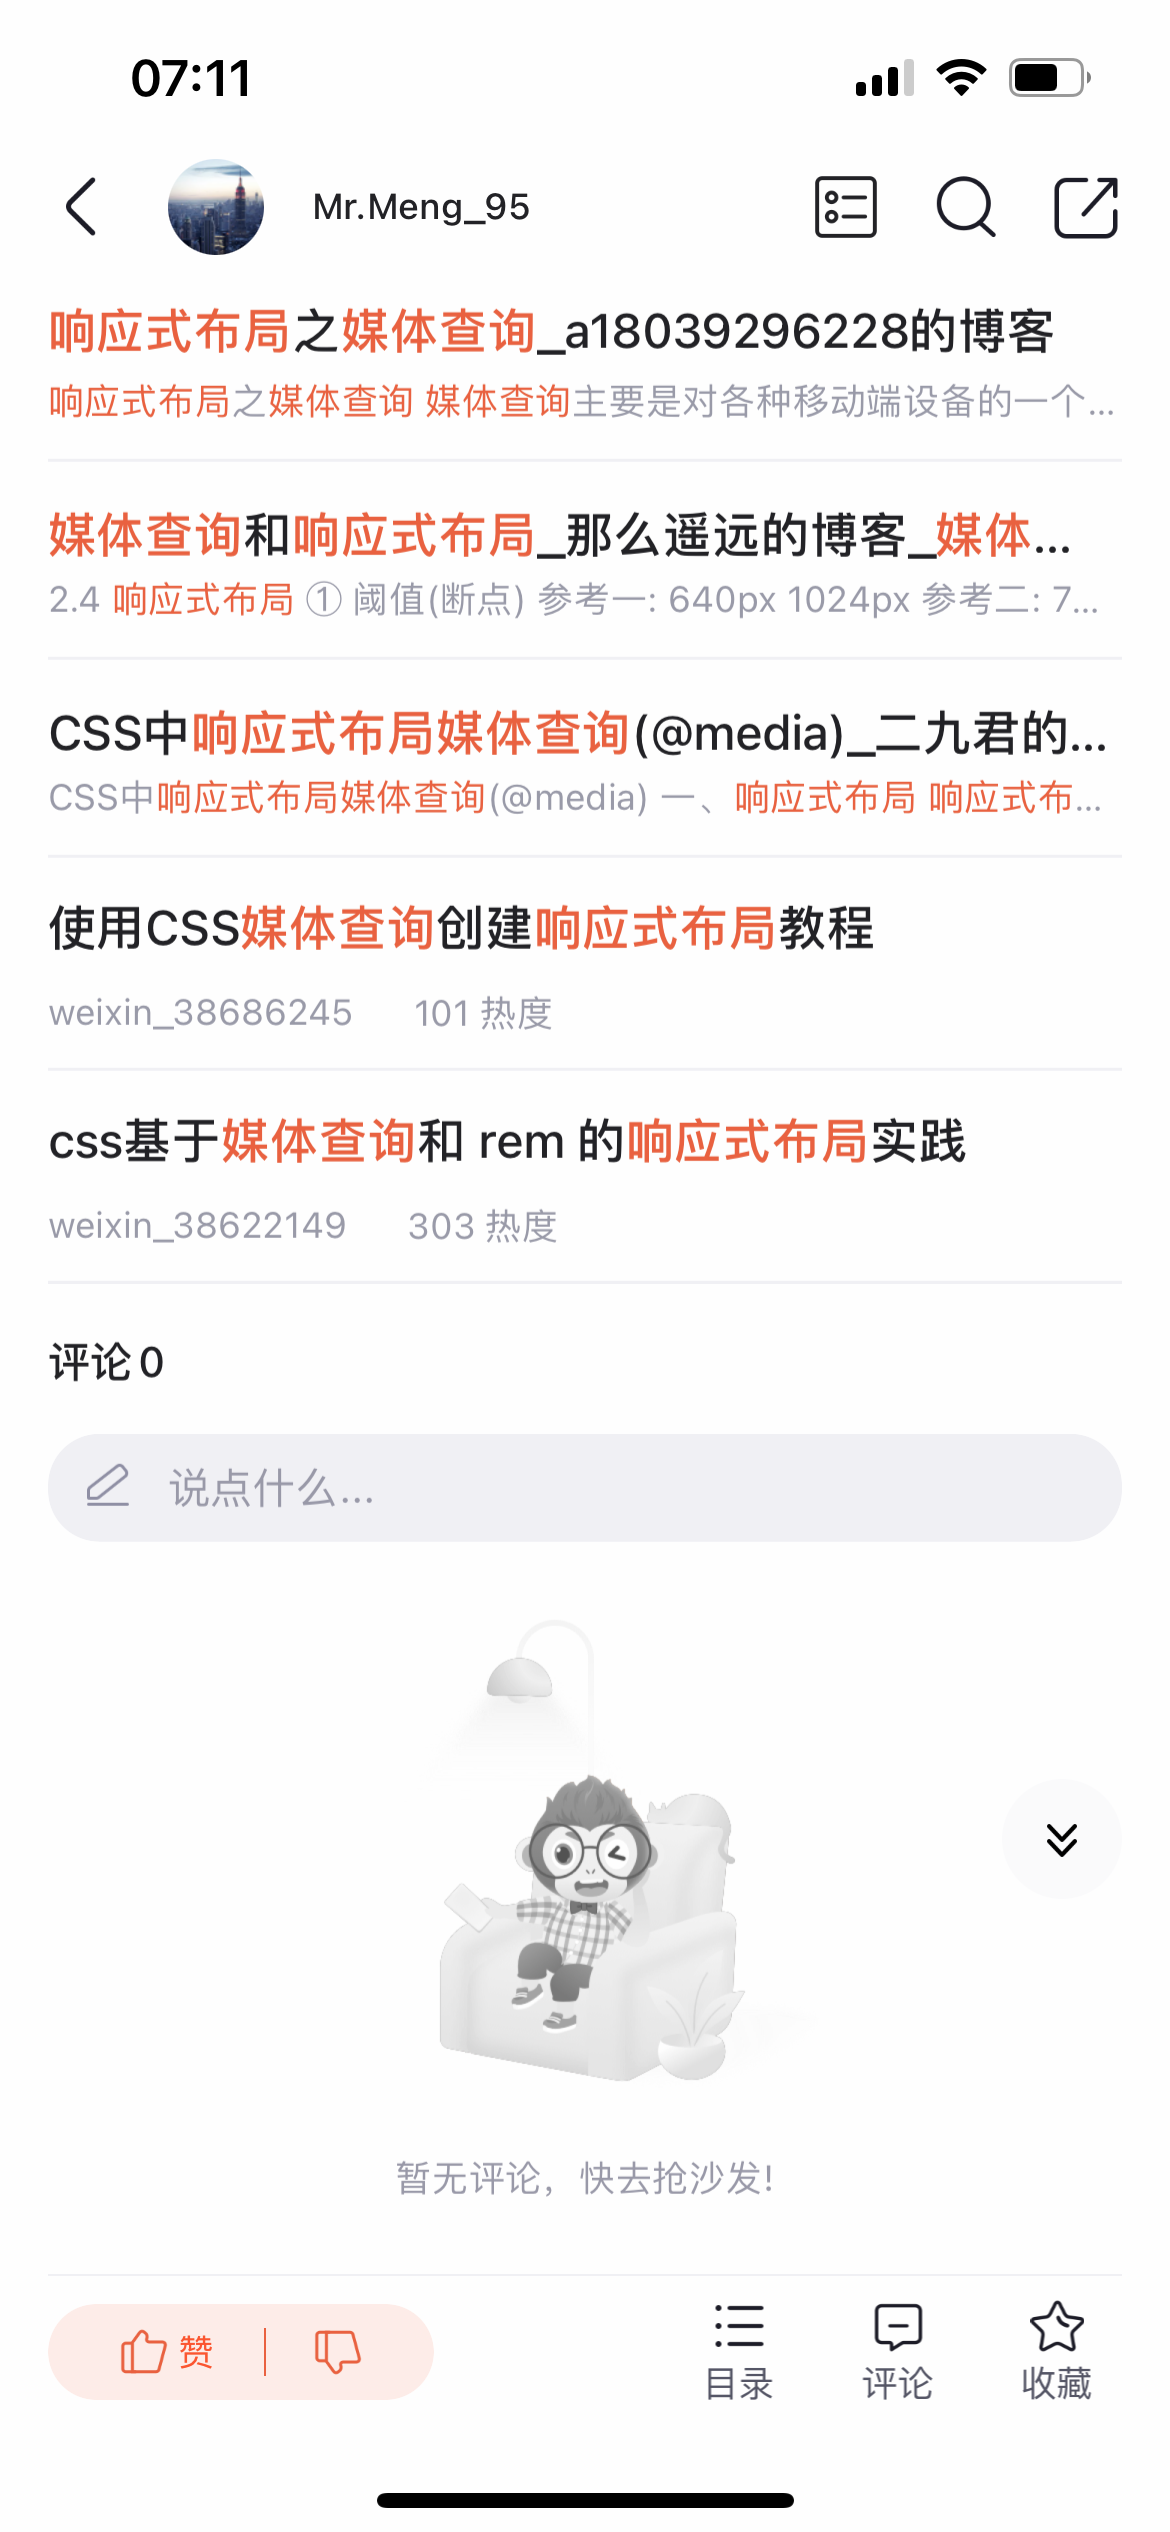 07:11
Mr.Meng_95
响应式布局之媒体查询_a18039296228的博客
响应式布局之媒体查询 媒体查询主要是对各种移动端设备的一个...
媒体查询和响应式布局_那么遥远的博客_媒体...
2.4 响应式布局 ① 阈值(断点) 参考一: 640px 1024px 参考二: 7...
CSS中响应式布局媒体查询(@media)_二九君的...
CSS中响应式布局媒体查询(@media) 一、响应式布局 响应式布...
使用CSS媒体查询创建响应式布局教程
weixin_38686245 101 热度
css基于媒体查询和 rem 的响应式布局实践
weixin_38622149 303 热度
评论 0
说点什么...
暂无评论，快去抢沙发!
赞
目录 评论 收藏